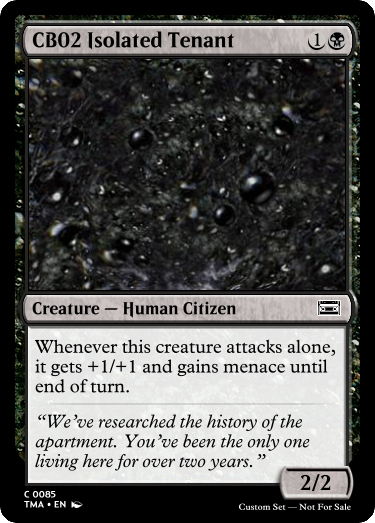 CB02 Isolated Tenant 1
Creature — Human Citizen
Whenever this creature attacks alone,
it gets +1/+1 and gains menace until
end of turn.
“We’ve researched the history of the
apartment. You’ve been the only one
living here for over two years.”
2/2
C 0085
TMA • EN
Custom Set — Not For Sale